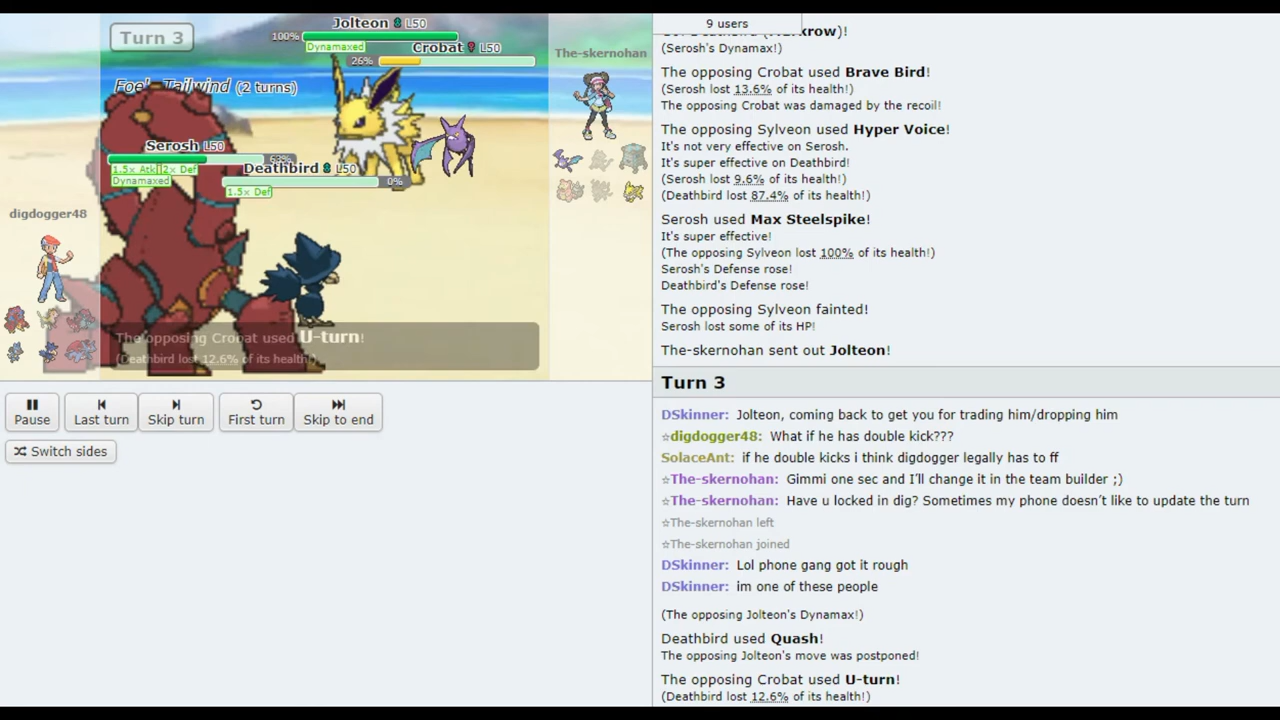 Turn 3
Jolteon L50
100%
Dynamaxed
Crobat L50
26%
The-skernohan
Foe's Tailwind (2 turns)
Serosh L50
1.5× Atk 2× Def
Dynamaxed
Deathbird L50
0%
1.5× Def
digdogger48
The opposing Crobat used U-turn!
(Deathbird lost 12.6% of its health!)
Pause
Last turn
Skip turn
First turn
Skip to end
Switch sides
9 users
(Serosh's Dynamax!)
The opposing Crobat used Brave Bird!
(Serosh lost 13.6% of its health!)
The opposing Crobat was damaged by the recoil!
The opposing Sylveon used Hyper Voice!
It's not very effective on Serosh.
It's super effective on Deathbird!
(Serosh lost 9.6% of its health!)
(Deathbird lost 87.4% of its health!)
Serosh used Max Steelspike!
It's super effective!
(The opposing Sylveon lost 100% of its health!)
Serosh's Defense rose!
Deathbird's Defense rose!
The opposing Sylveon fainted!
Serosh lost some of its HP!
The-skernohan sent out Jolteon!
Turn 3
DSkinner: Jolteon, coming back to get you for trading him/dropping him
☆digdogger48: What if he has double kick???
SolaceAnt: if he double kicks i think digdogger legally has to ff
☆The-skernohan: Gimmi one sec and I'll change it in the team builder ;)
☆The-skernohan: Have u locked in dig? Sometimes my phone doesn't like to update the turn
☆The-skernohan left
☆The-skernohan joined
DSkinner: Lol phone gang got it rough
DSkinner: im one of these people
(The opposing Jolteon's Dynamax!)
Deathbird used Quash!
The opposing Jolteon's move was postponed!
The opposing Crobat used U-turn!
(Deathbird lost 12.6% of its health!)